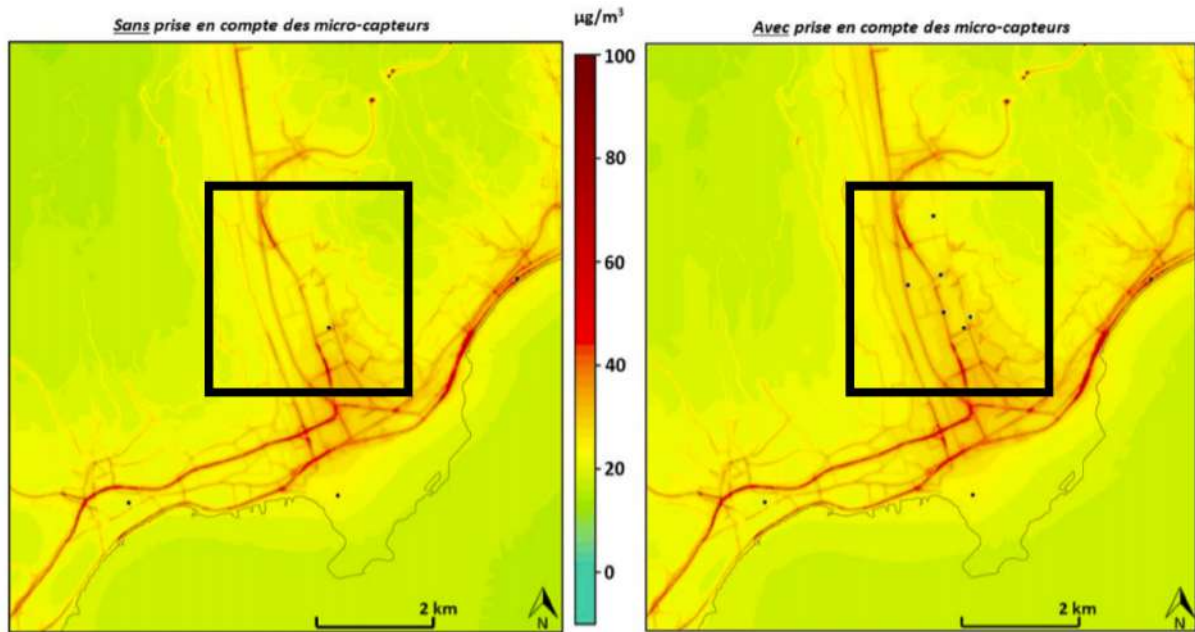 Sans prise en compte des micro-capteurs
µg/m³
Avec prise en compte des micro-capteurs
100
80
60
40
20
0
2 km
N
2 km
N